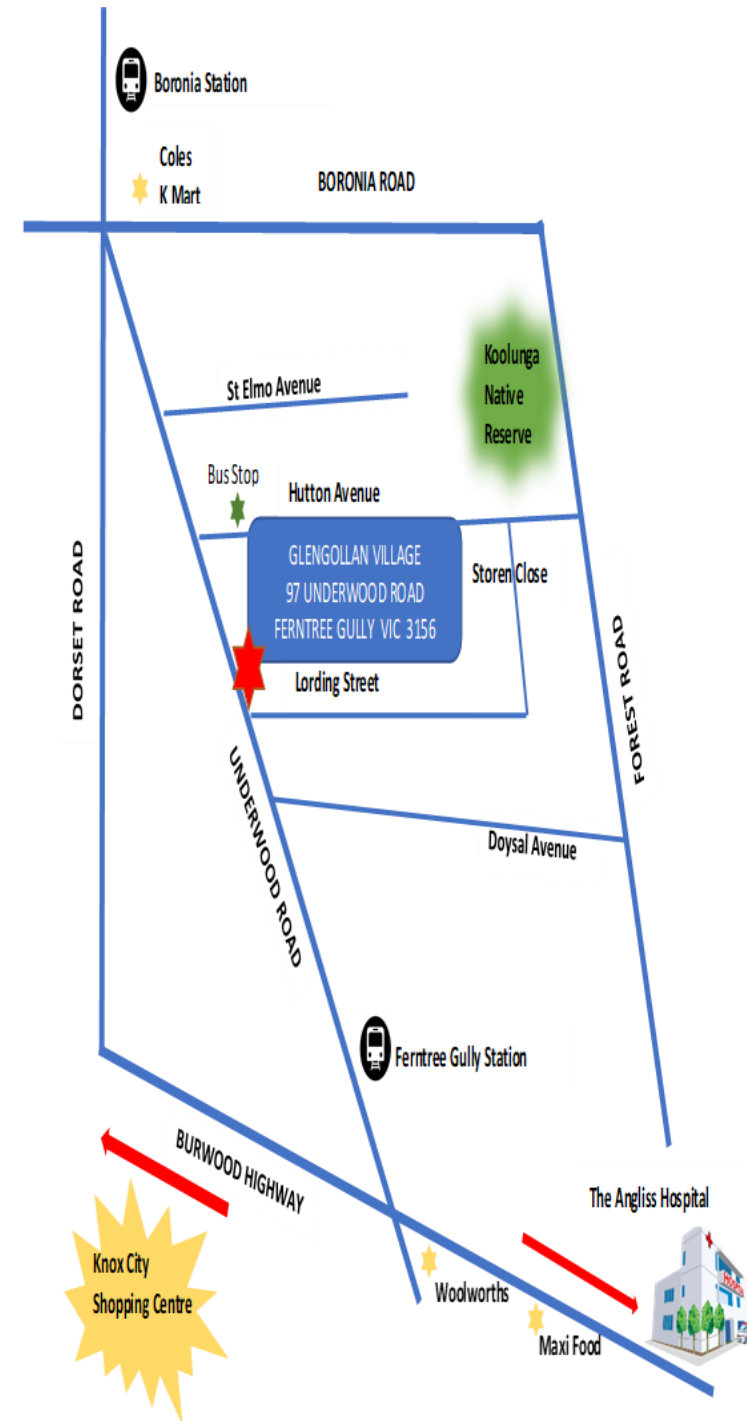 Boronia Station
Coles
K Mart
BORONIA ROAD
Koolunga
Native
Reserve
St Elmo Avenue
Bus Stop
Hutton Avenue
GLENGOLLAN VILLAGE
97 UNDERWOOD ROAD
FERNTREE GULLY VIC 3156
Storen Close
DORSET ROAD
Lording Street
FOREST ROAD
UNDERWOOD ROAD
Doysal Avenue
Ferntree Gully Station
BURWOOD HIGHWAY
The Angliss Hospital
Knox City
Shopping Centre
HOSPITAL
Woolworths
Maxi Food